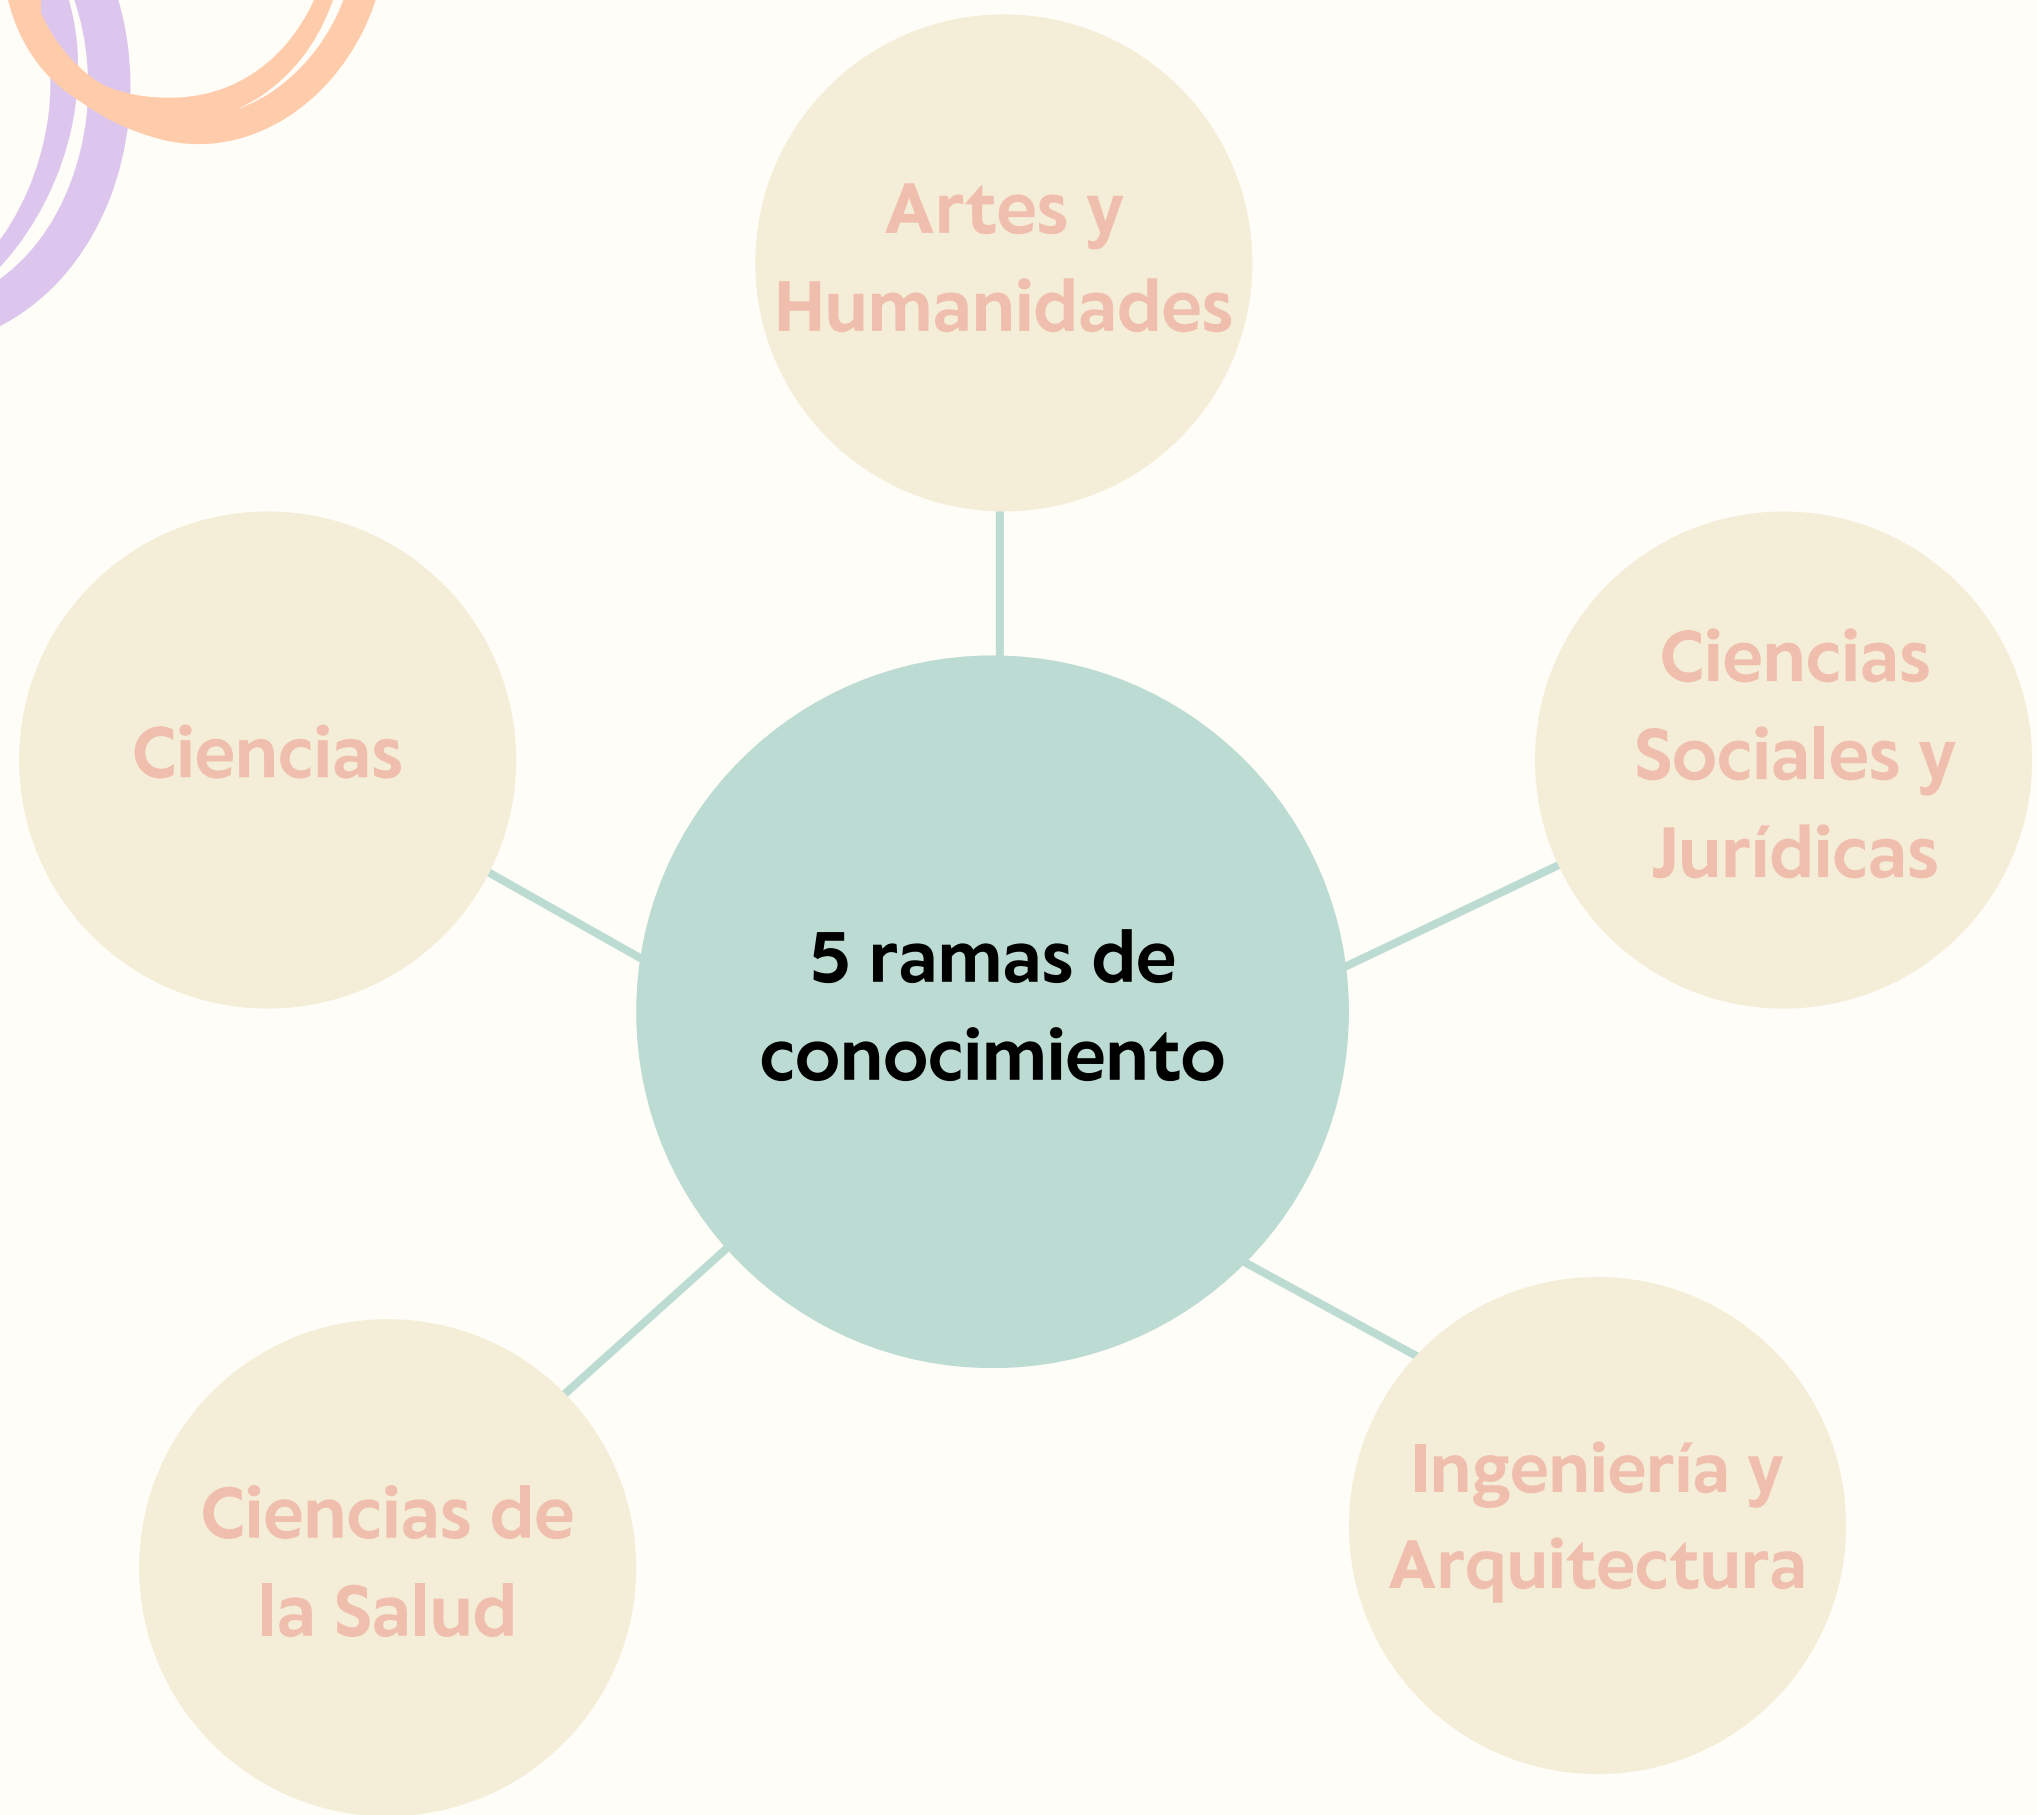 Artes y
Humanidades
Ciencias
Ciencias
Sociales y
Jurídicas
5 ramas de
conocimiento
Ciencias de
la Salud
Ingeniería y
Arquitectura